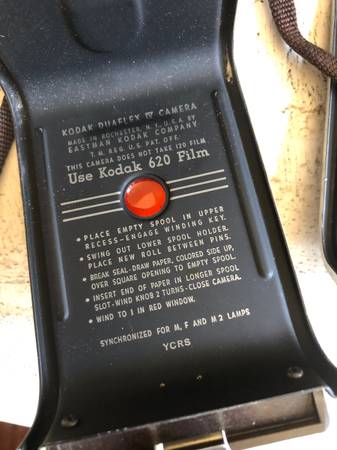 KODAK DUAFLEX IV CAMERA
MADE IN ROCHESTER, N. Y., U.S.A. BY
EASTMAN KODAK COMPANY
T. M. REG. U. S. PAT. OFF.
THIS CAMERA DOES NOT TAKE 120 FILM
Use Kodak 620 Film
• PLACE EMPTY SPOOL IN UPPER
RECESS-ENGAGE WINDING KEY.
• SWING OUT LOWER SPOOL HOLDER.
PLACE NEW ROLL BETWEEN PINS.
• BREAK SEAL-DRAW PAPER, COLORED SIDE UP,
OVER SQUARE OPENING TO EMPTY SPOOL.
• INSERT END OF PAPER IN LONGER SPOOL
SLOT-WIND KNOB 2 TURNS-CLOSE CAMERA.
• WIND TO 1 IN RED WINDOW.
SYNCHRONIZED FOR M, F AND M2 LAMPS
YCRS